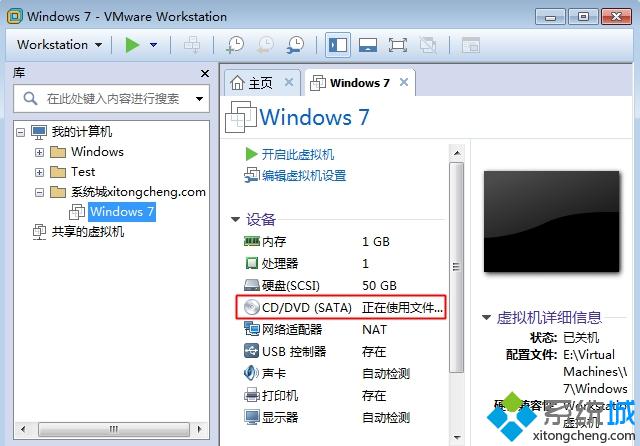 Windows 7 - VMware Workstation
Workstation
库
在此处键入内容进行搜索
我的计算机
Windows
Test
系统城xitongcheng.com
Windows 7
共享的虚拟机
主页
Windows 7
Windows 7
开启此虚拟机
编辑虚拟机设置
设备
内存 1 GB
处理器 1
硬盘(SCSI) 50 GB
CD/DVD (SATA) 正在使用文件...
网络适配器 NAT
USB 控制器 存在
声卡 自动检测
打印机 存在
显示器 自动检测
虚拟机详细信息
状态: 已关机
配置文件: E:\Virtual
Machines\
7\Windows
Workstation
虚拟机
系统城
xitongcheng.com